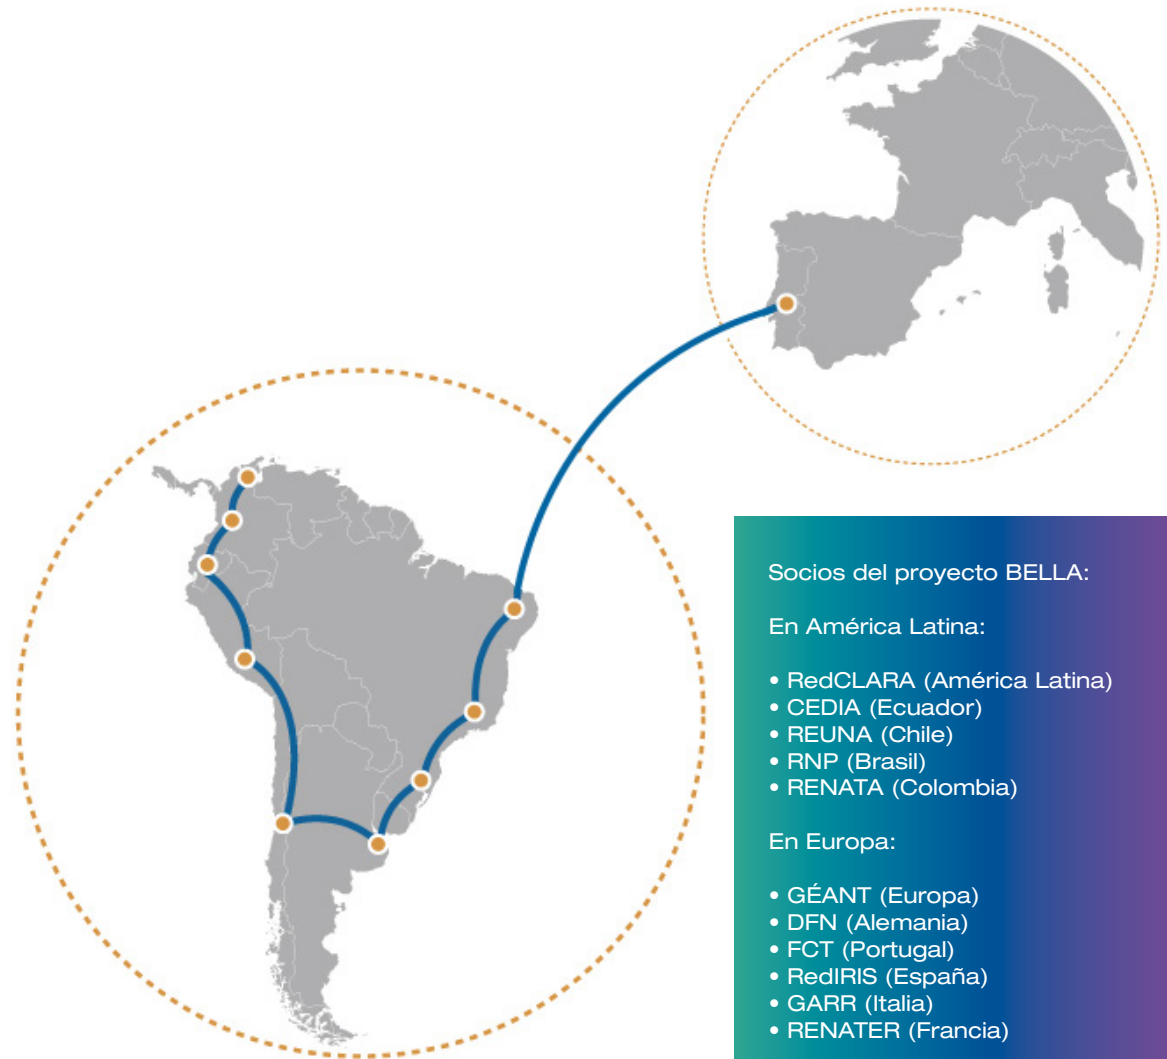 Socios del proyecto BELLA:
En América Latina:
• RedCLARA (América Latina)
• CEDIA (Ecuador)
• REUNA (Chile)
• RNP (Brasil)
• RENATA (Colombia)
En Europa:
• GÉANT (Europa)
• DFN (Alemania)
• FCT (Portugal)
• RedIRIS (España)
• GARR (Italia)
• RENATER (Francia)